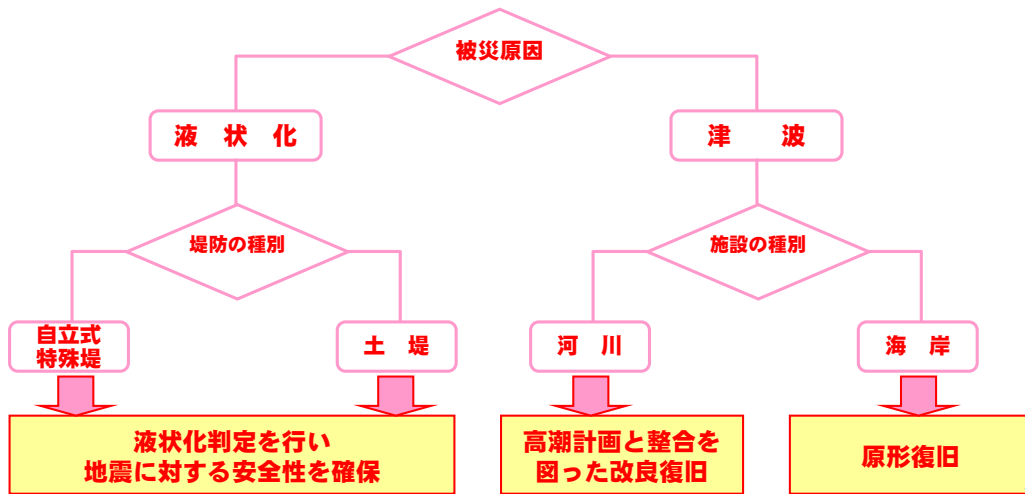 被災原因
液 状 化
津 波
堤防の種別
施設の種別
自立式
特殊堤
土 堤
河 川
海 岸
液状化判定を行い
地震に対する安全性を確保
高潮計画と整合を
図った改良復旧
原形復旧